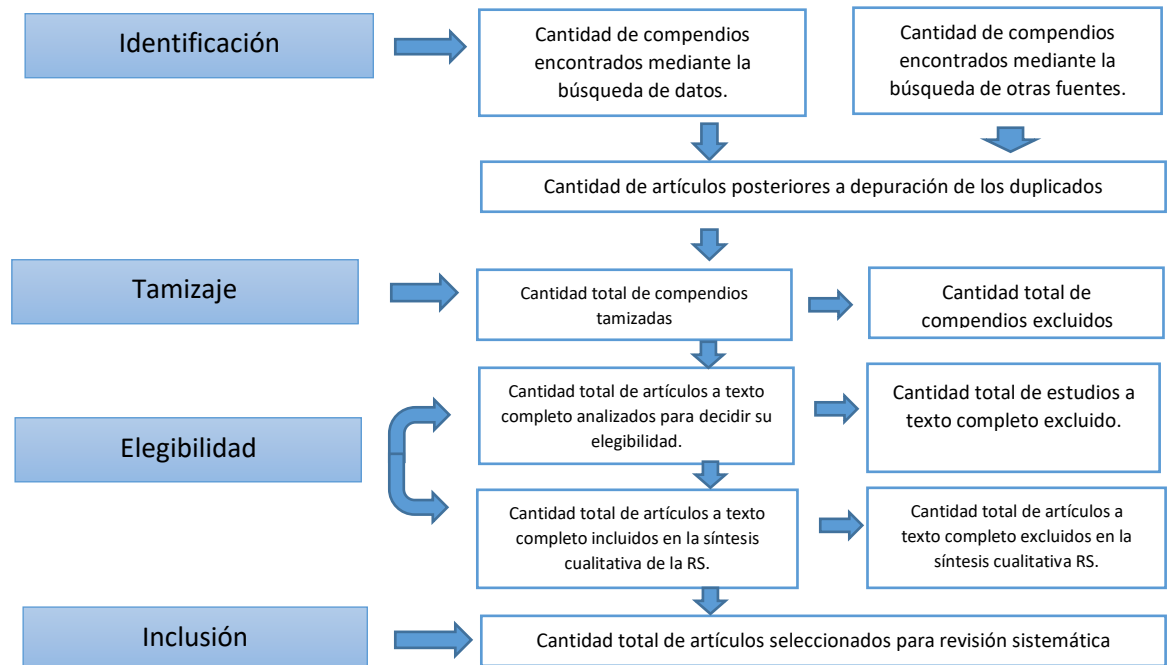 Identificación
Cantidad de compendios
encontrados mediante la
búsqueda de datos.
Cantidad de compendios
encontrados mediante la
búsqueda de otras fuentes.
Cantidad de artículos posteriores a depuración de los duplicados
Tamizaje
Cantidad total de compendios
tamizadas
Cantidad total de
compendios excluidos
Elegibilidad
Cantidad total de artículos a texto
completo analizados para decidir su
elegibilidad.
Cantidad total de estudios a
texto completo excluido.
Cantidad total de artículos a texto
completo incluidos en la síntesis
cualitativa de la RS.
Cantidad total de artículos a
texto completo excluidos en la
síntesis cualitativa RS.
Inclusión
Cantidad total de artículos seleccionados para revisión sistemática